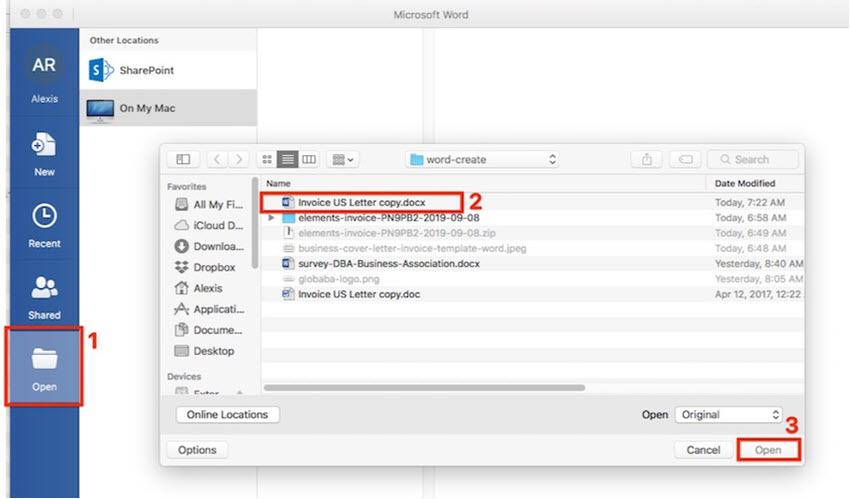 Microsoft Word
AR
Alexis
New
Recent
Shared
1
Open
Other Locations
SharePoint
On My Mac
word-create
Search
Favorites
All My Fi...
iCloud D...
Downloa...
Dropbox
Alexis
Applicati...
Docume...
Desktop
Devices
Name Date Modified
Invoice US Letter copy.docx 2 Today, 7:22 AM
elements-invoice-PN9PB2-2019-09-08 Today, 6:58 AM
elements-invoice-PN9PB2-2019-09-08.zip Today, 6:49 AM
business-cover-letter-invoice-template-word.jpeg Today, 6:48 AM
survey-DBA-Business-Association.docx Yesterday, 8:40 AM
globaba-logo.png Yesterday, 8:05 AM
Invoice US Letter copy.doc Apr 12, 2017, 12:22
Online Locations
Open Original
3
Options
Cancel
Open